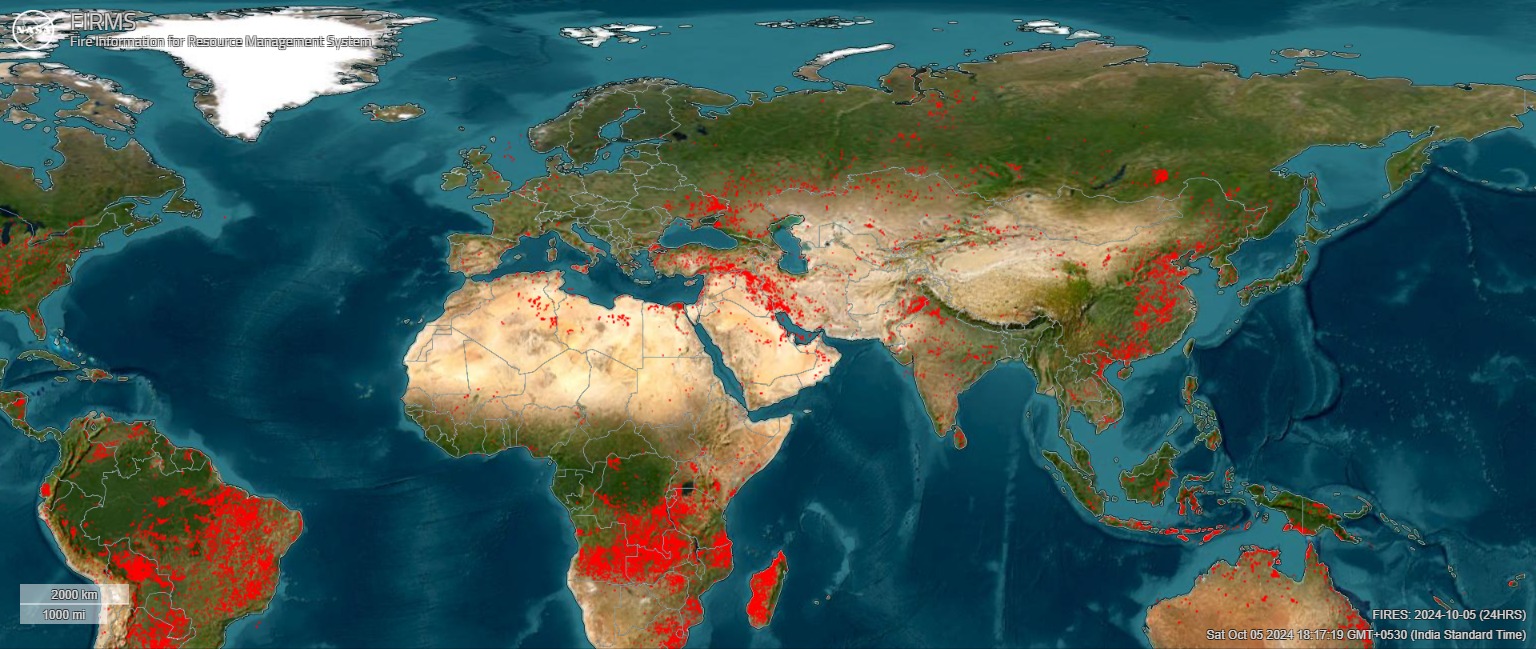 NASA
FIRMS
Fire Information for Resource Management System
2000 km
1000 mi
FIRES: 2024-10-05 (24HRS)
Sat Oct 05 2024 18:17:19 GMT+0530 (India Standard Time)